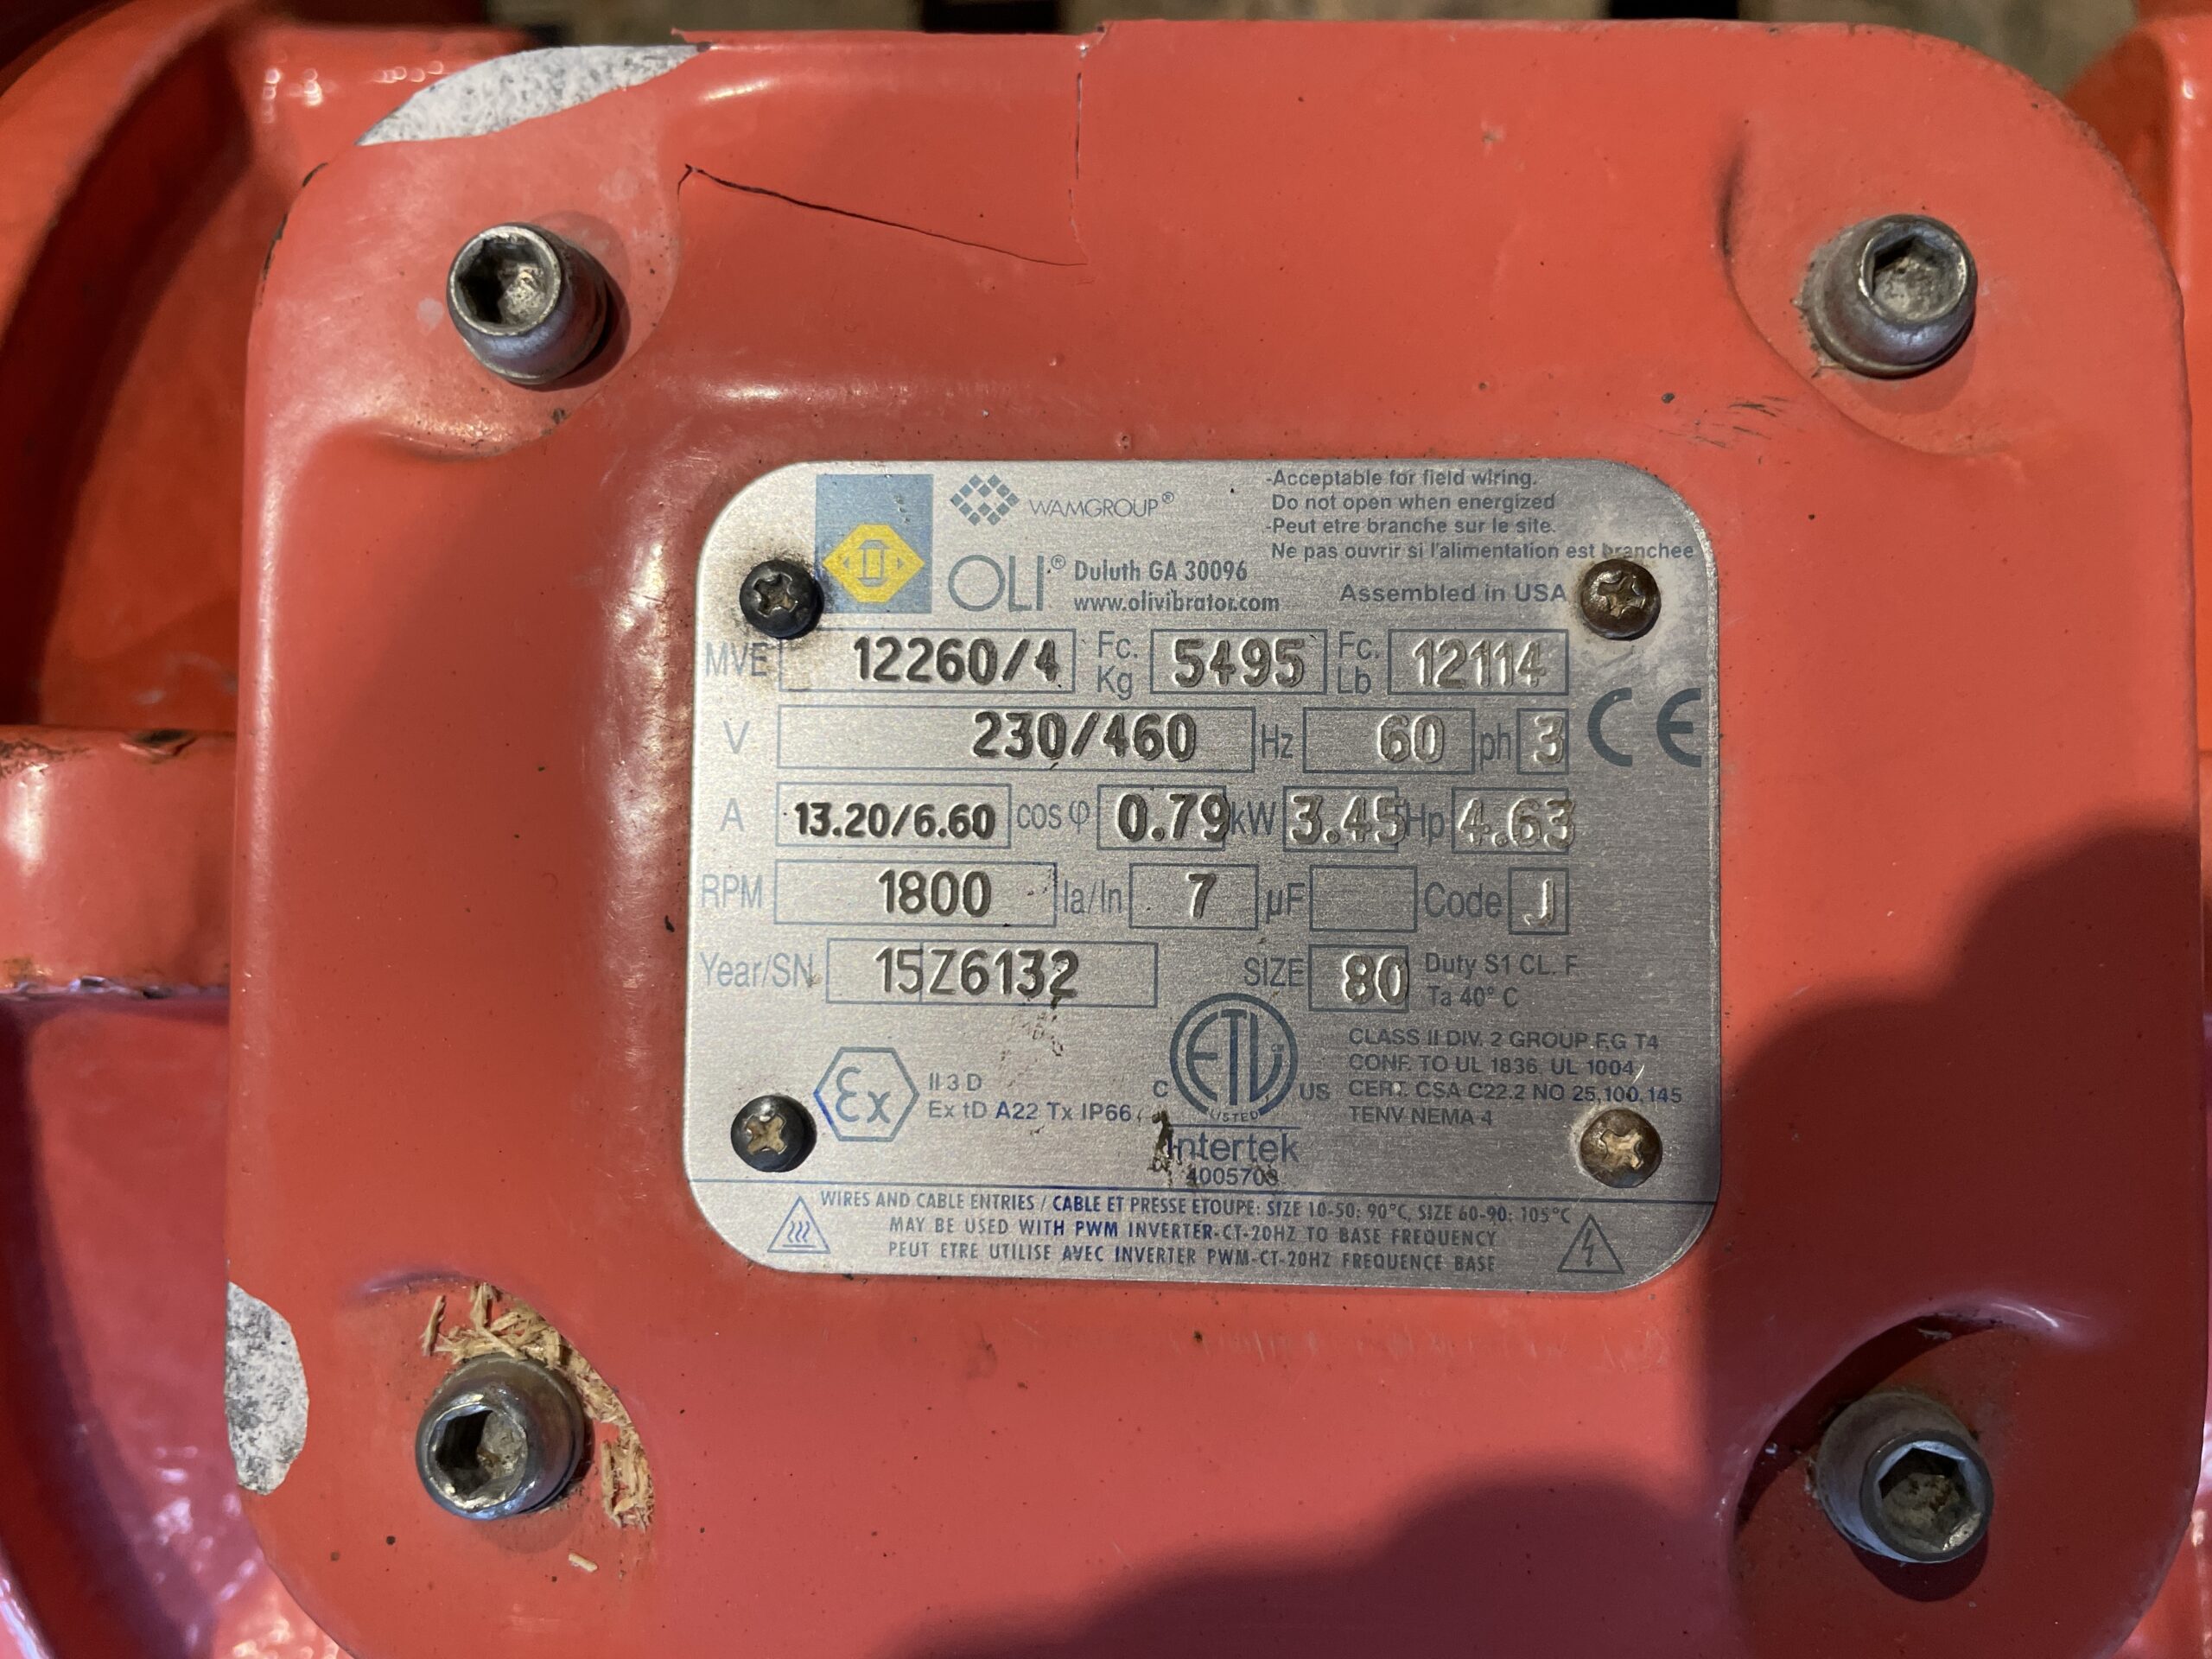 WAMGROUP®
OLI® Duluth GA 30096
www.olivibrator.com
-Acceptable for field wiring.
Do not open when energized
-Peut etre branche sur le site.
Ne pas ouvrir si l'alimentation est branchee
Assembled in USA
MVE 12260/4 Fc. Kg 5495 Fc. Lb 12114
V 230/460 Hz 60 ph 3
CE
A 13.20/6.60 cos φ 0.79 kW 3.45 Hp 4.63
RPM 1800 Ia/In 7 µF Code J
Year/SN 15Z6132 SIZE 80 Duty S1 CL. F
Ta 40° C
Ex II 3 D
Ex tD A22 Tx IP66
C ETL CM US
LISTED
Intertek
4005708
CLASS II DIV. 2 GROUP F,G T4
CONF. TO UL 1836, UL 1004,
CERT. CSA C22.2 NO 25,100,145
TENV NEMA 4
WIRES AND CABLE ENTRIES / CABLE ET PRESSE ETOUPE: SIZE 10-50: 90°C, SIZE 60-90: 105°C
MAY BE USED WITH PWM INVERTER-CT-20HZ TO BASE FREQUENCY
PEUT ETRE UTILISE AVEC INVERTER PWM-CT-20HZ FREQUENCE BASE